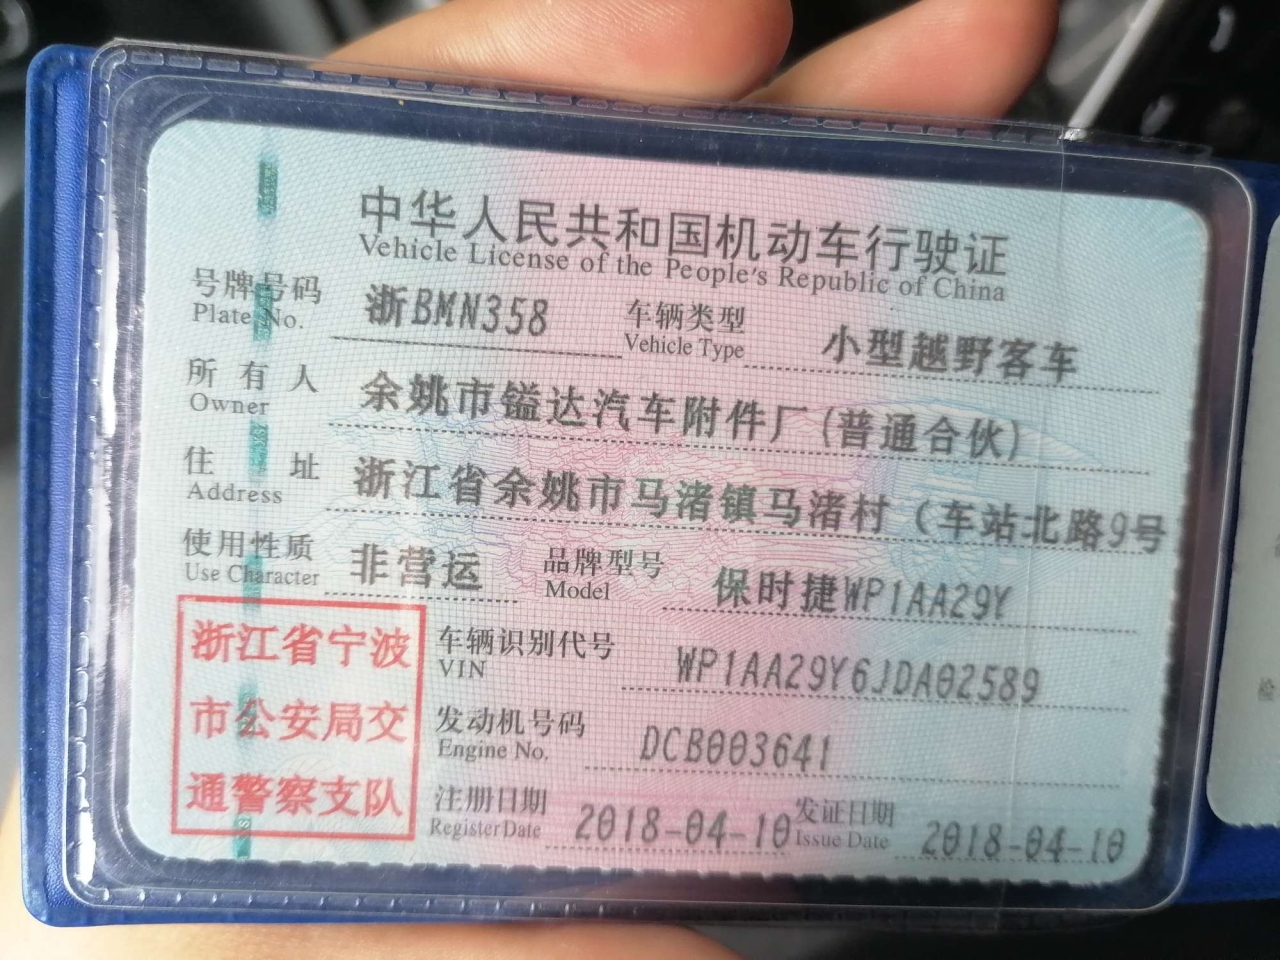 中华人民共和国机动车行驶证
Vehicle License of the People's Republic of China
号牌号码 浙BMN358 车辆类型 小型越野客车
Plate No. Vehicle Type
所有人 余姚市镒达汽车附件厂(普通合伙)
Owner
住址 浙江省余姚市马渚镇马渚村（车站北路9号
Address
使用性质 非营运 品牌型号 保时捷WP1AA29Y
Use Character Model
浙江省宁波
市公安局交
通警察支队
车辆识别代号 WP1AA29Y6JDA02589
VIN
发动机号码 DCB003641
Engine No.
注册日期 2018-04-10 发证日期 2018-04-10
Register Date Issue Date
检